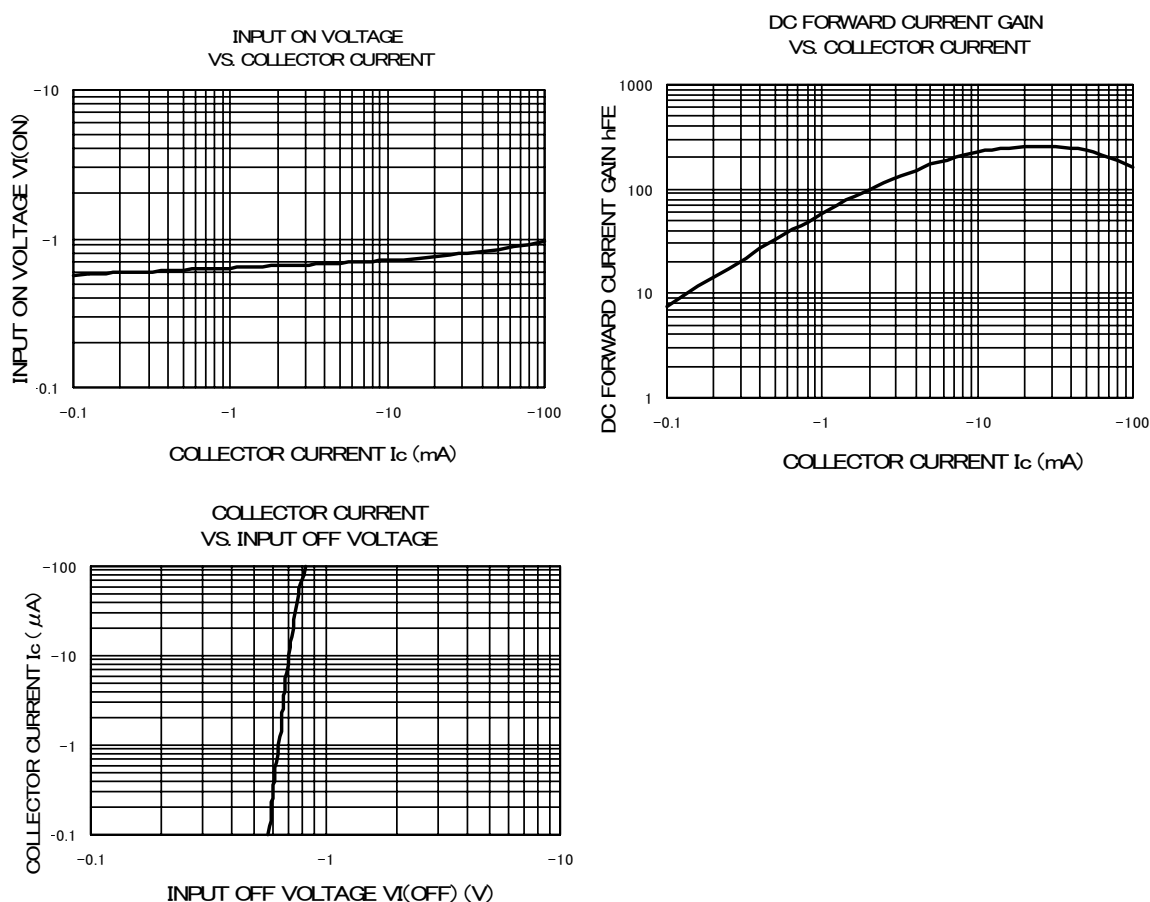 INPUT ON VOLTAGE
VS. COLLECTOR CURRENT
INPUT ON VOLTAGE VI(ON)
-10
-1
-0.1
-0.1
-1
-10
-100
COLLECTOR CURRENT Ic (mA)
DC FORWARD CURRENT GAIN
VS. COLLECTOR CURRENT
DC FORWARD CURRENT GAIN hFE
1000
100
10
1
-0.1
-1
-10
-100
COLLECTOR CURRENT Ic (mA)
COLLECTOR CURRENT
VS. INPUT OFF VOLTAGE
COLLECTOR CURRENT Ic ( μA)
-100
-10
-1
-0.1
-0.1
-1
-10
INPUT OFF VOLTAGE VI(OFF) (V)